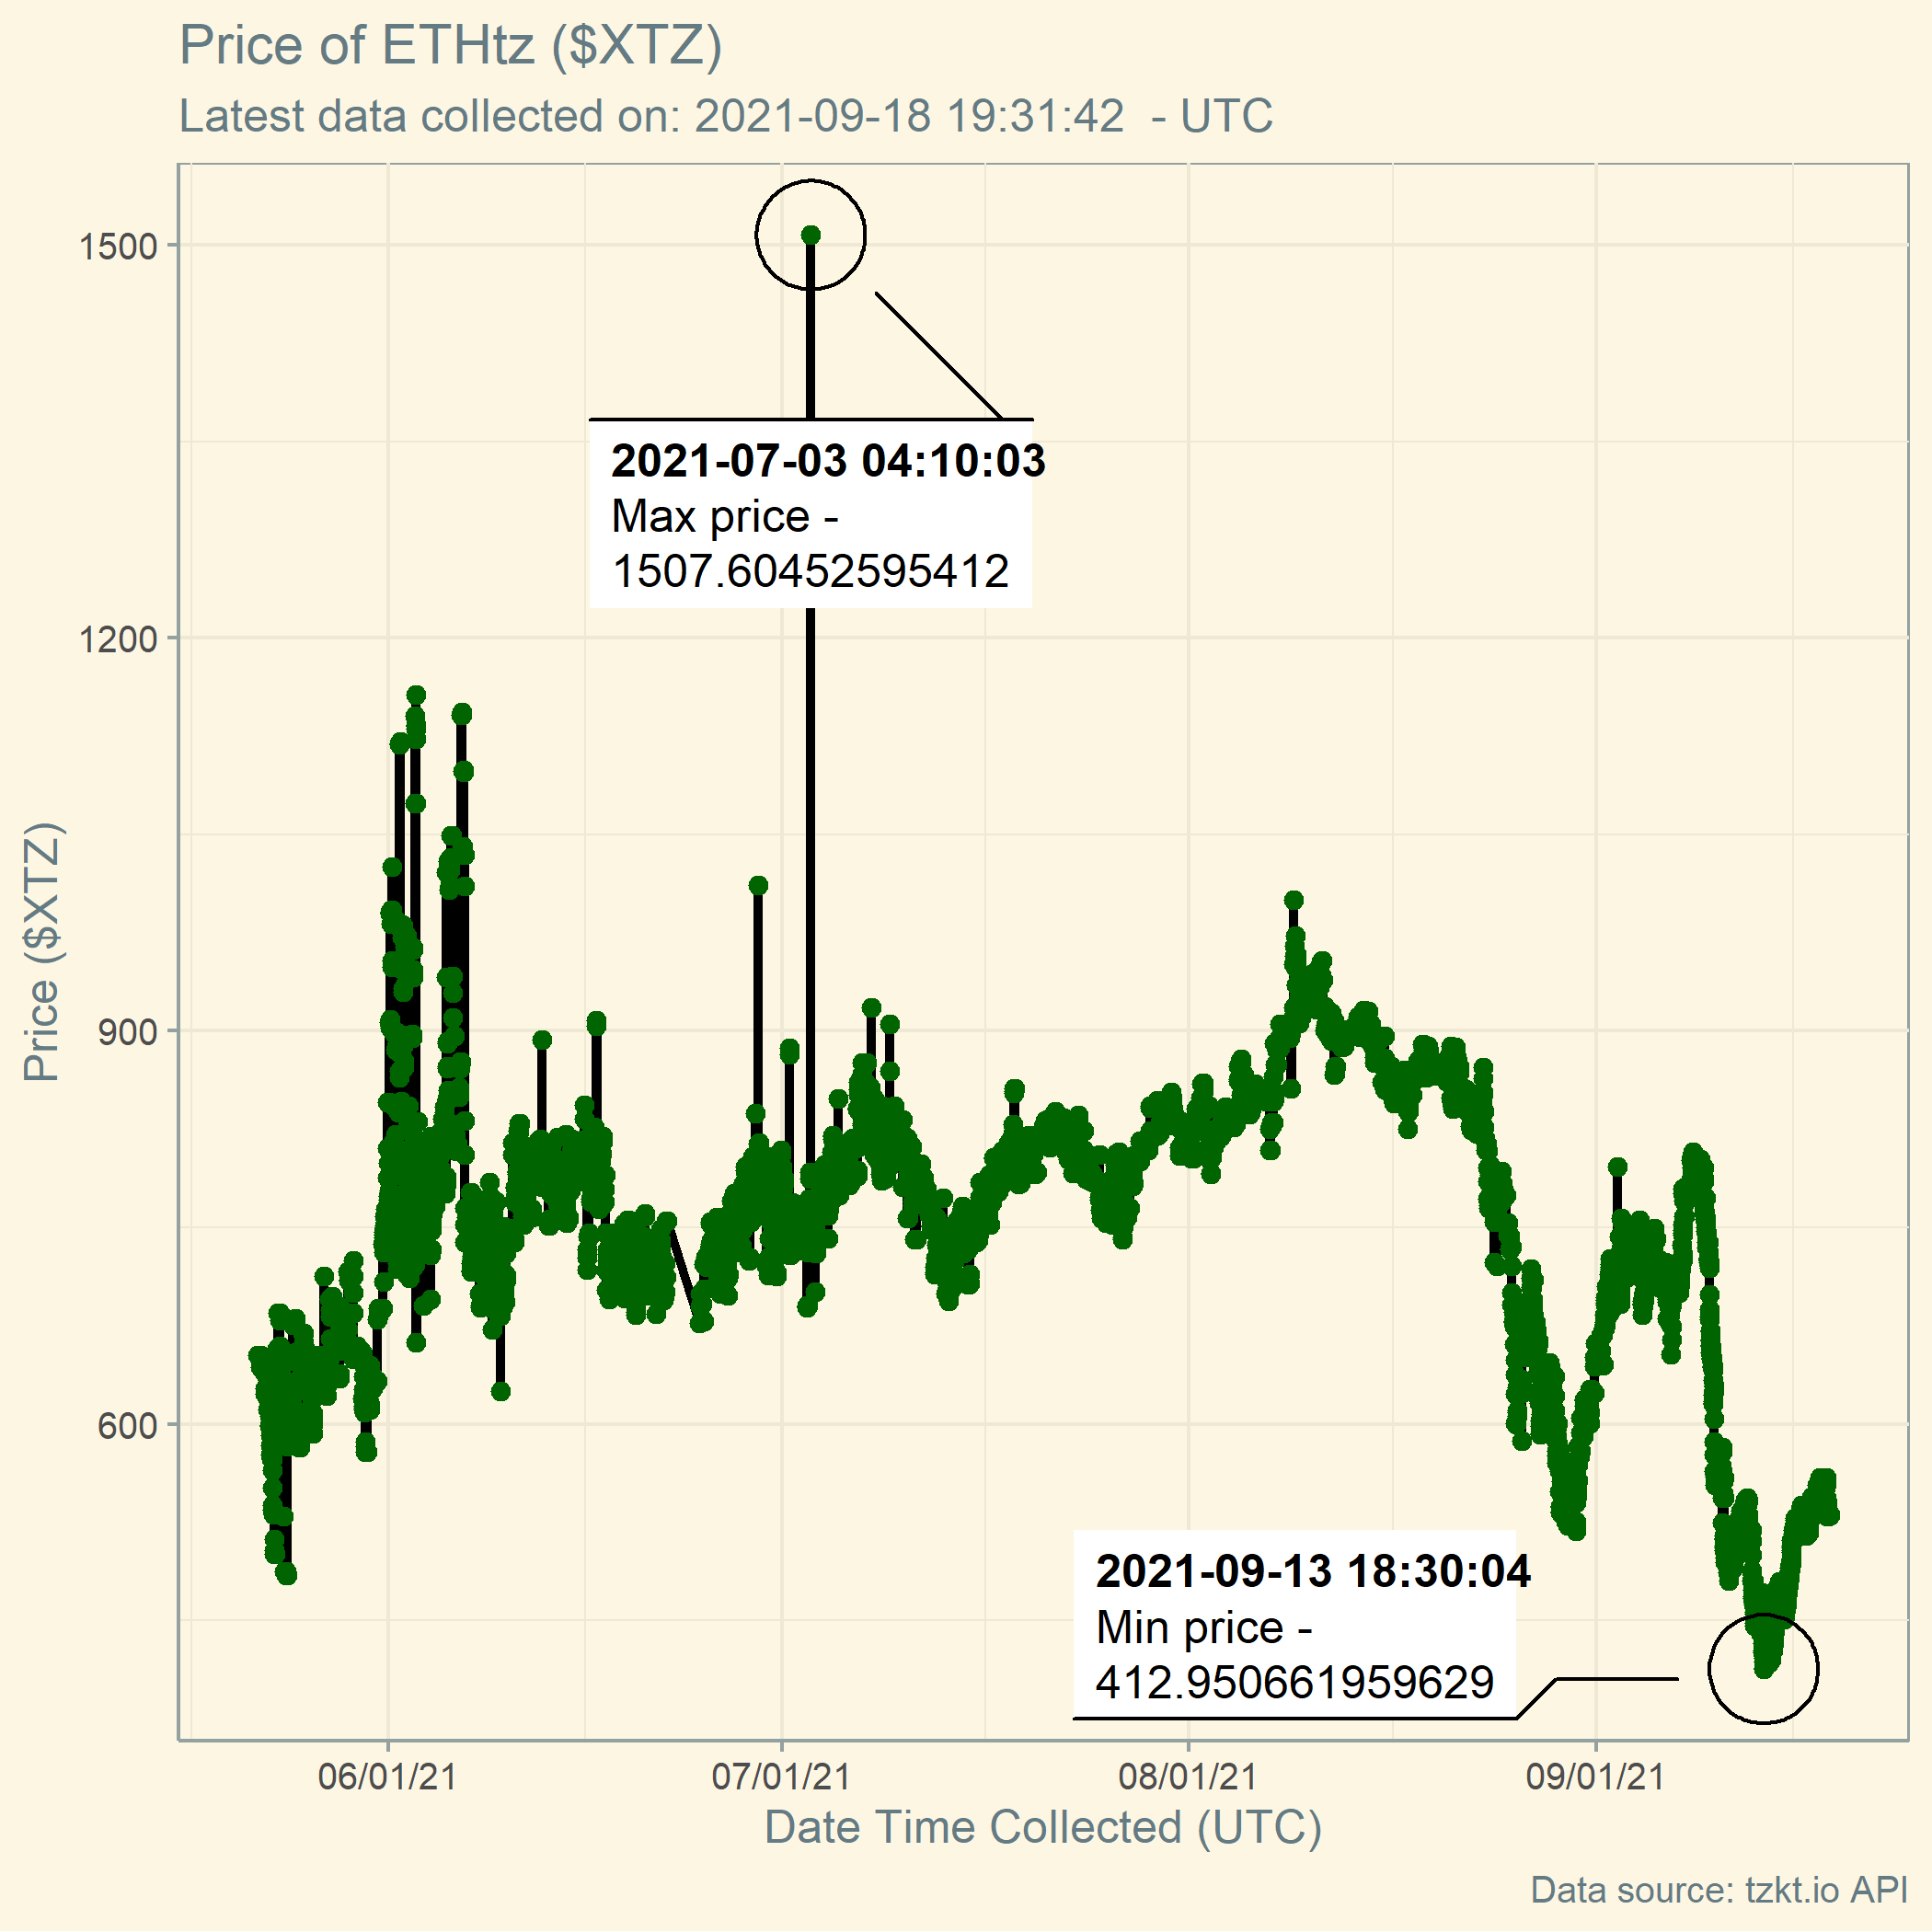 Price of ETHtz ($XTZ)
Latest data collected on: 2021-09-18 19:31:42  - UTC
1500
1200
900
600
Price ($XTZ)
2021-07-03 04:10:03
Max price -
1507.60452595412
2021-09-13 18:30:04
Min price -
412.950661959629
06/01/21
07/01/21
08/01/21
09/01/21
Date Time Collected (UTC)
Data source: tzkt.io API